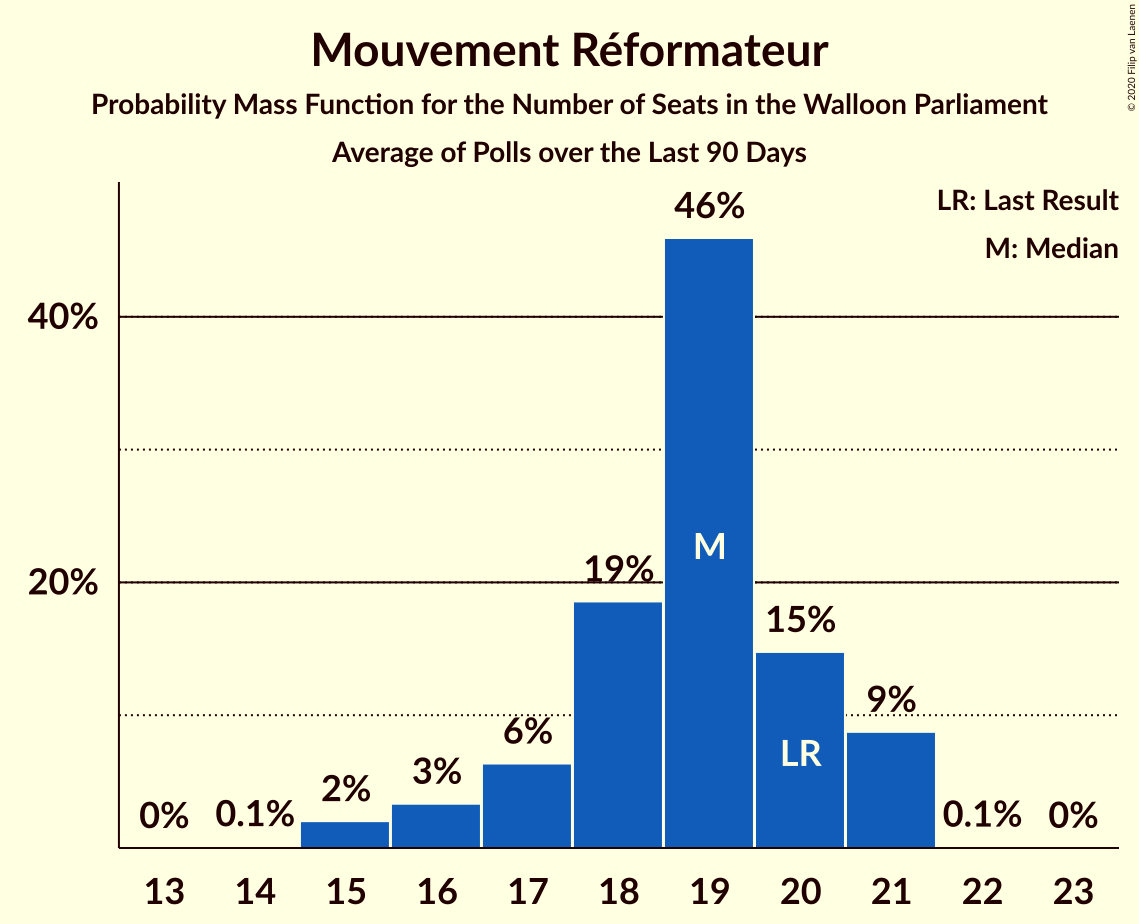 © 2020 Filip van Laenen
Mouvement Réformateur
Probability Mass Function for the Number of Seats in the Walloon Parliament
Average of Polls over the Last 90 Days
LR: Last Result
M: Median
46%
40%
M
19%
20%
15%
9%
6%
LR
3%
2%
0%
0.1%
0.1%
0%
13 14 15 16 17 18 19 20 21 22 23